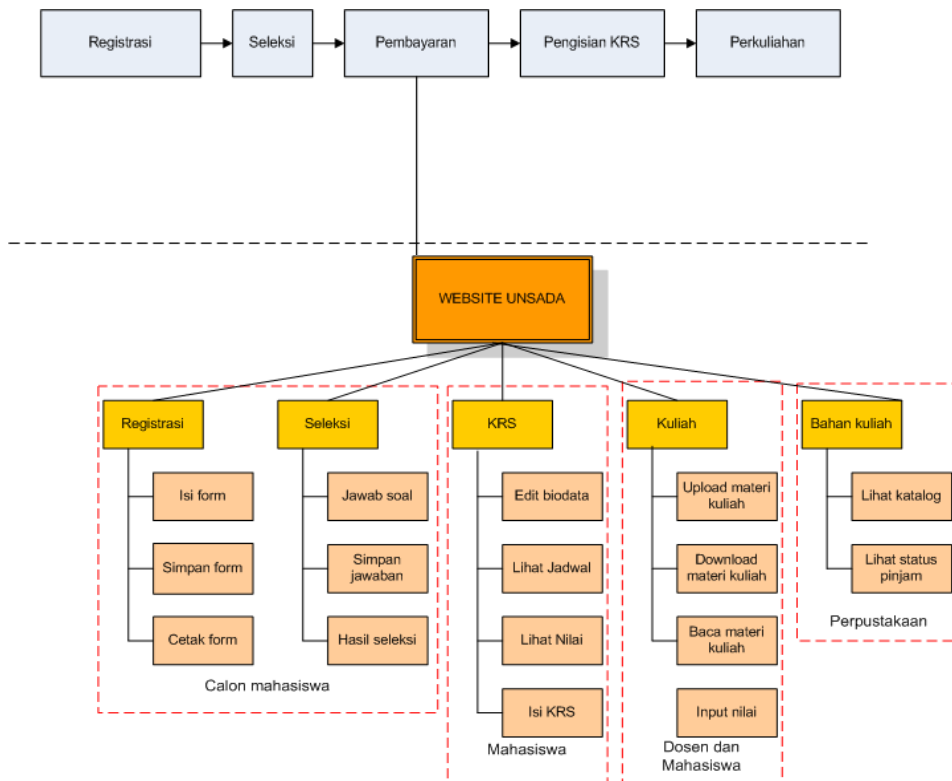 Registrasi
Seleksi
Pembayaran
Pengisian KRS
Perkuliahan
WEBSITE UNSADA
Registrasi
Isi form
Simpan form
Cetak form
Seleksi
Jawab soal
Simpan
jawaban
Hasil seleksi
Calon mahasiswa
KRS
Edit biodata
Lihat Jadwal
Lihat Nilai
Isi KRS
Mahasiswa
Kuliah
Upload materi
kuliah
Download
materi kuliah
Baca materi
kuliah
Input nilai
Dosen dan
Mahasiswa
Bahan kuliah
Lihat katalog
Lihat status
pinjam
Perpustakaan